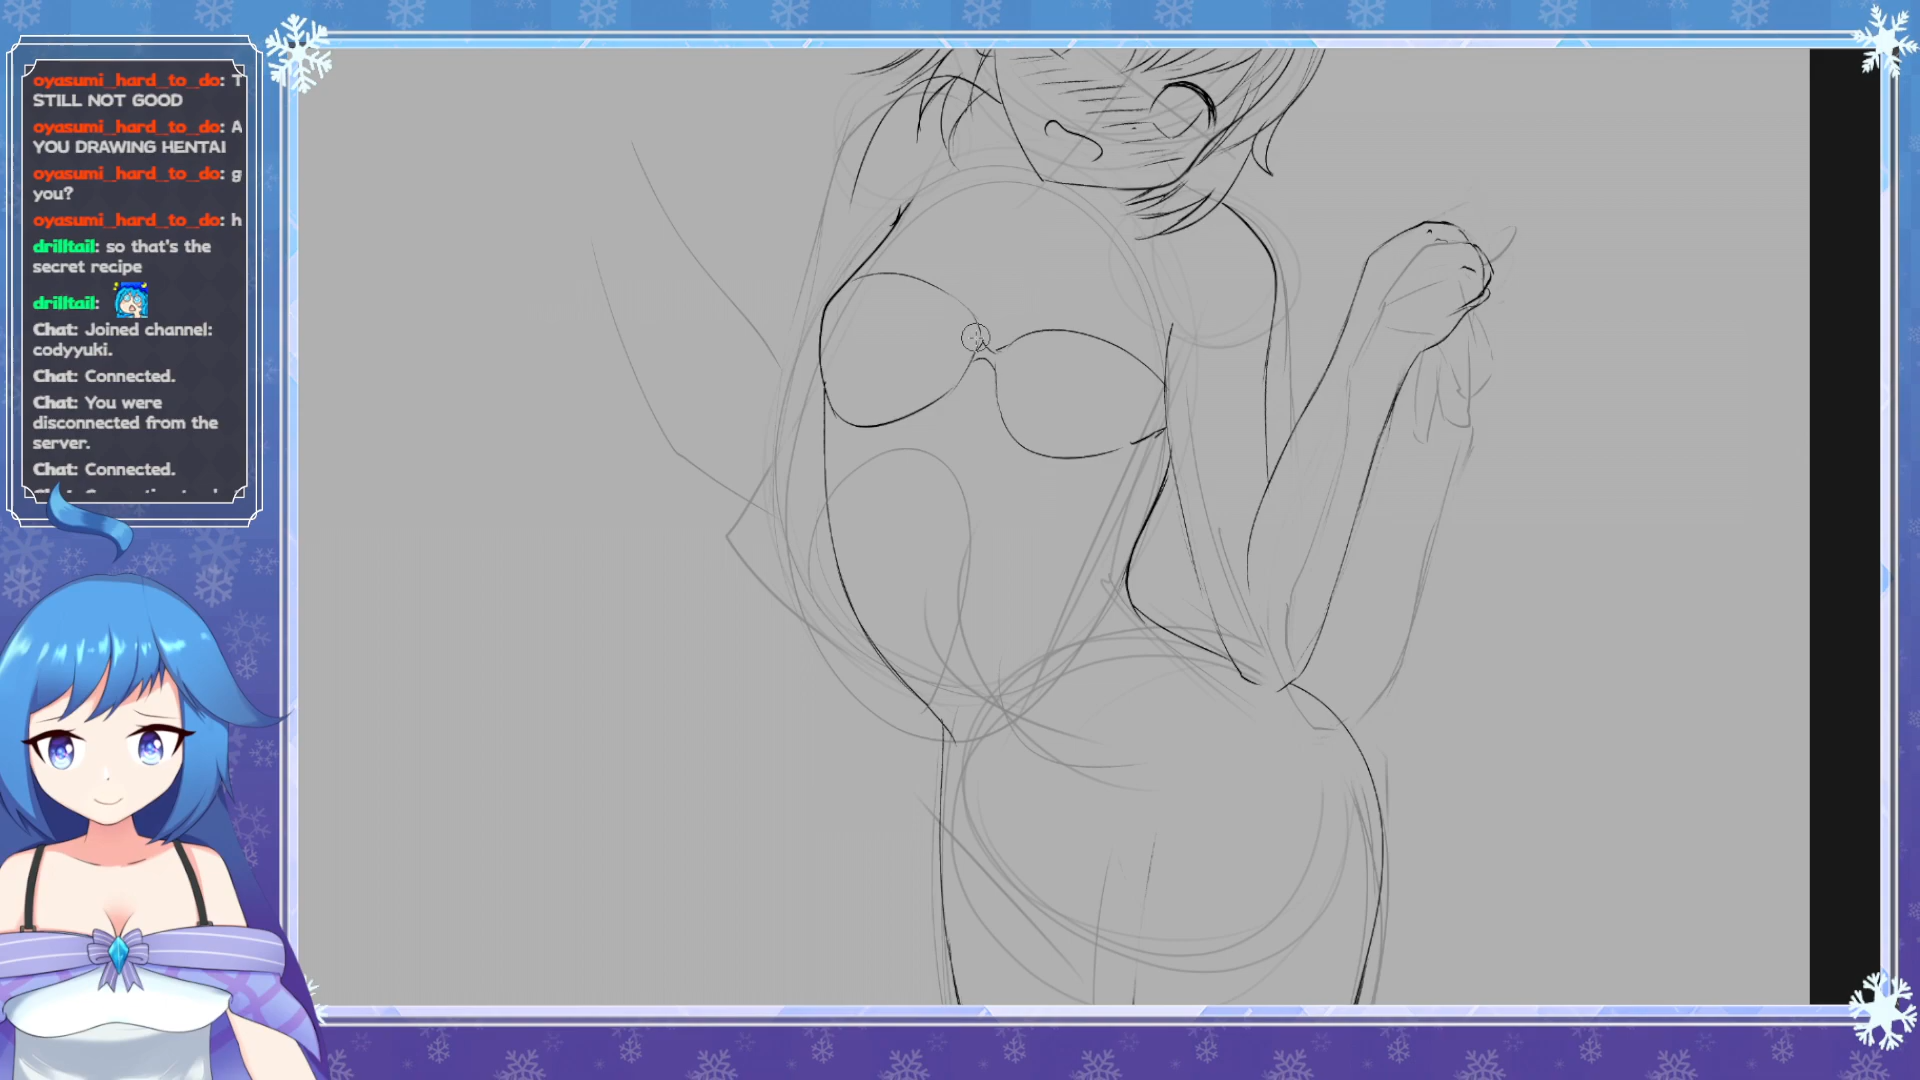 oyasumi_hard_to_do: T
STILL NOT GOOD
oyasumi_hard_to_do: A
YOU DRAWING HENTAI
oyasumi_hard_to_do: g
you?
oyasumi_hard_to_do: h
drilltail: so that's the
secret recipe
drilltail:
Chat: Joined channel:
codyyuki.
Chat: Connected.
Chat: You were
disconnected from the
server.
Chat: Connected.